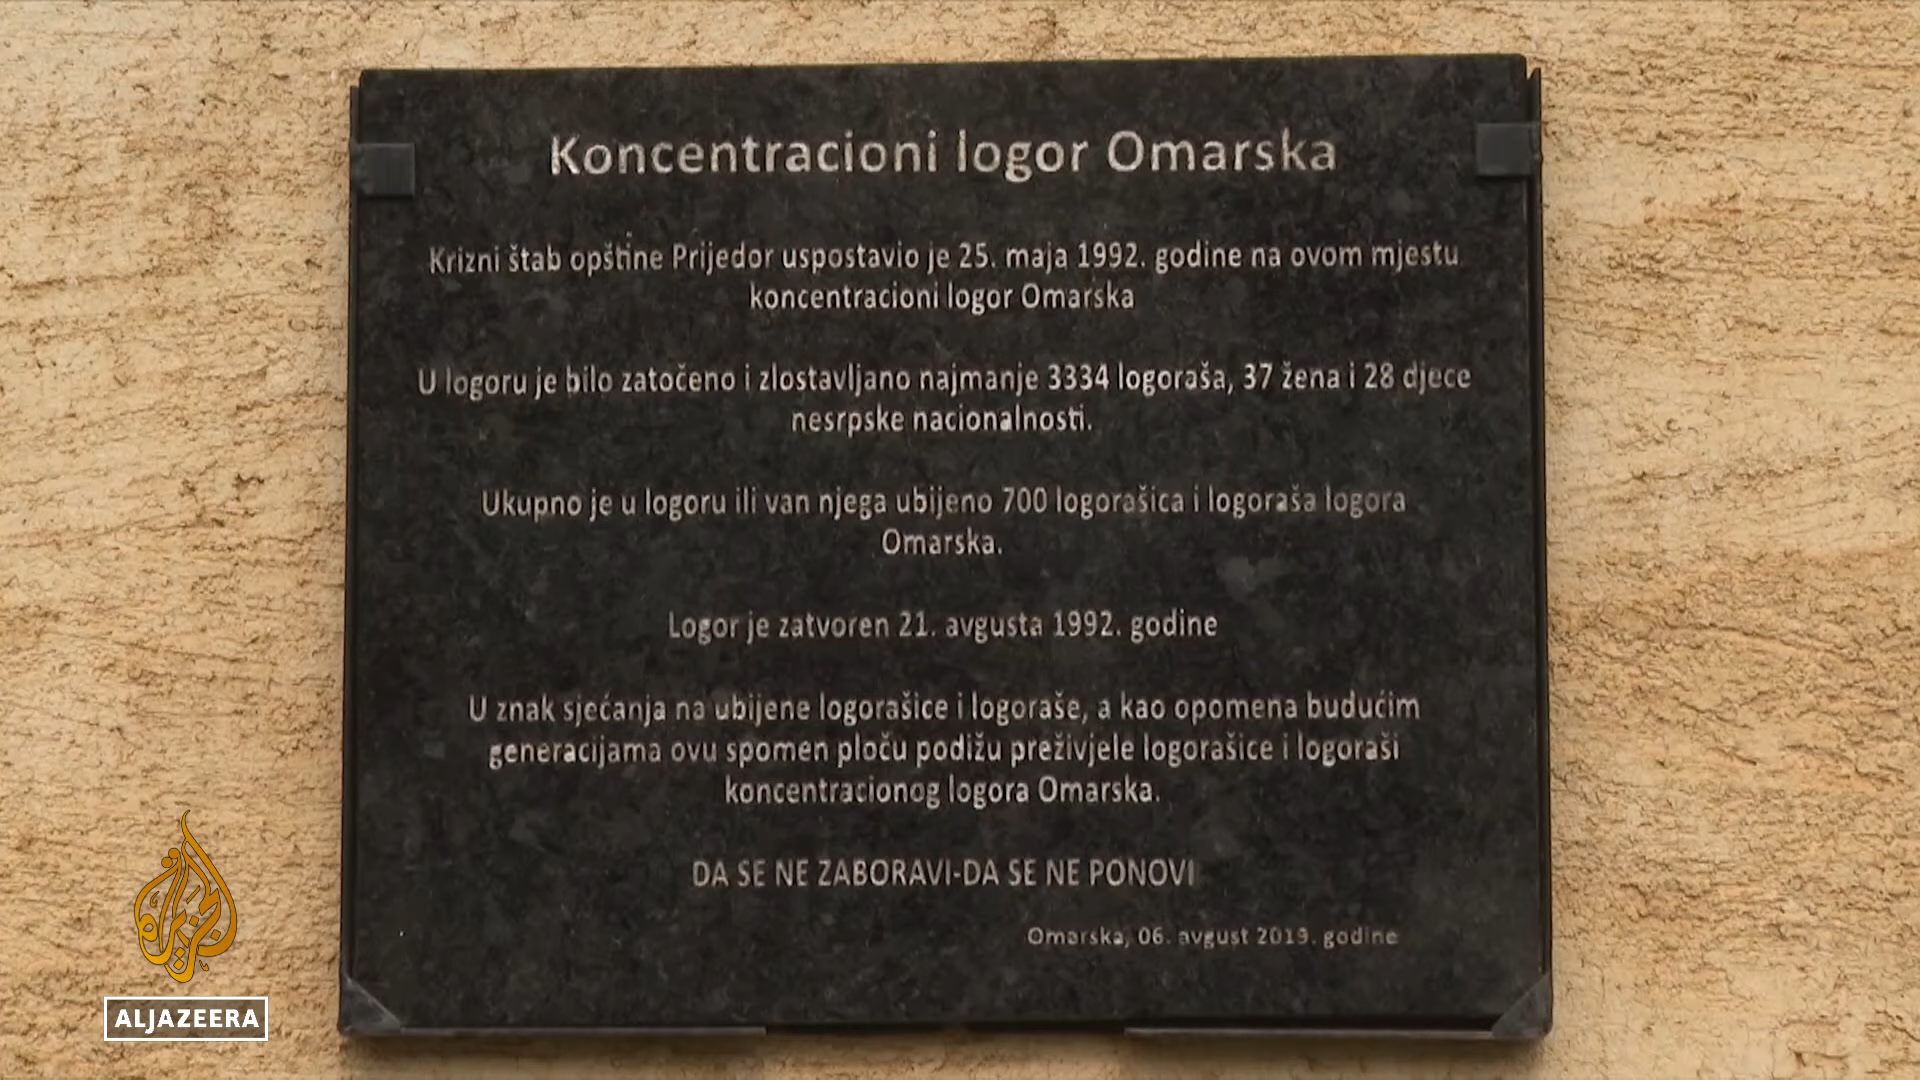 Koncentracioni logor Omarska
Krizni štab opštine Prijedor uspostavio je 25. maja 1992. godine na ovom mjestu
koncentracioni logor Omarska
U logoru je bilo zatočeno i zlostavljano najmanje 3334 logoraša, 37 žena i 28 djece
nesrpske nacionalnosti.
Ukupno je u logoru ili van njega ubijeno 700 logorašica i logoraša logora
Omarska.
Logor je zatvoren 21. avgusta 1992. godine
U znak sjećanja na ubijene logorašice i logoraše, a kao opomena budućim
generacijama ovu spomen ploču podižu preživjele logorašice i logoraši
koncentracionog logora Omarska.
DA SE NE ZABORAVI-DA SE NE PONOVI
Omarska, 06. avgust 2019. godine
الجزيرة
ALJAZEERA